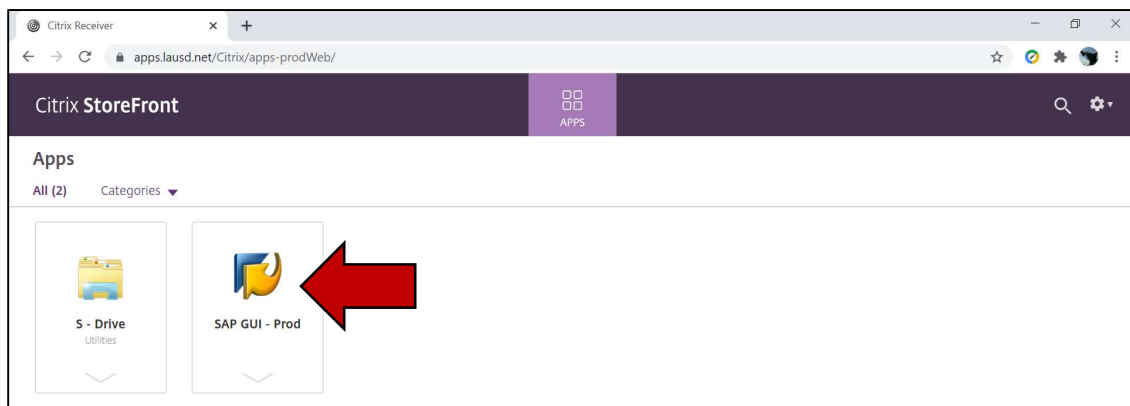 Citrix Receiver
apps.lausd.net/Citrix/apps-prodWeb/
Citrix StoreFront
APPS
Apps
All (2) Categories
S - Drive
Utilities
SAP GUI - Prod